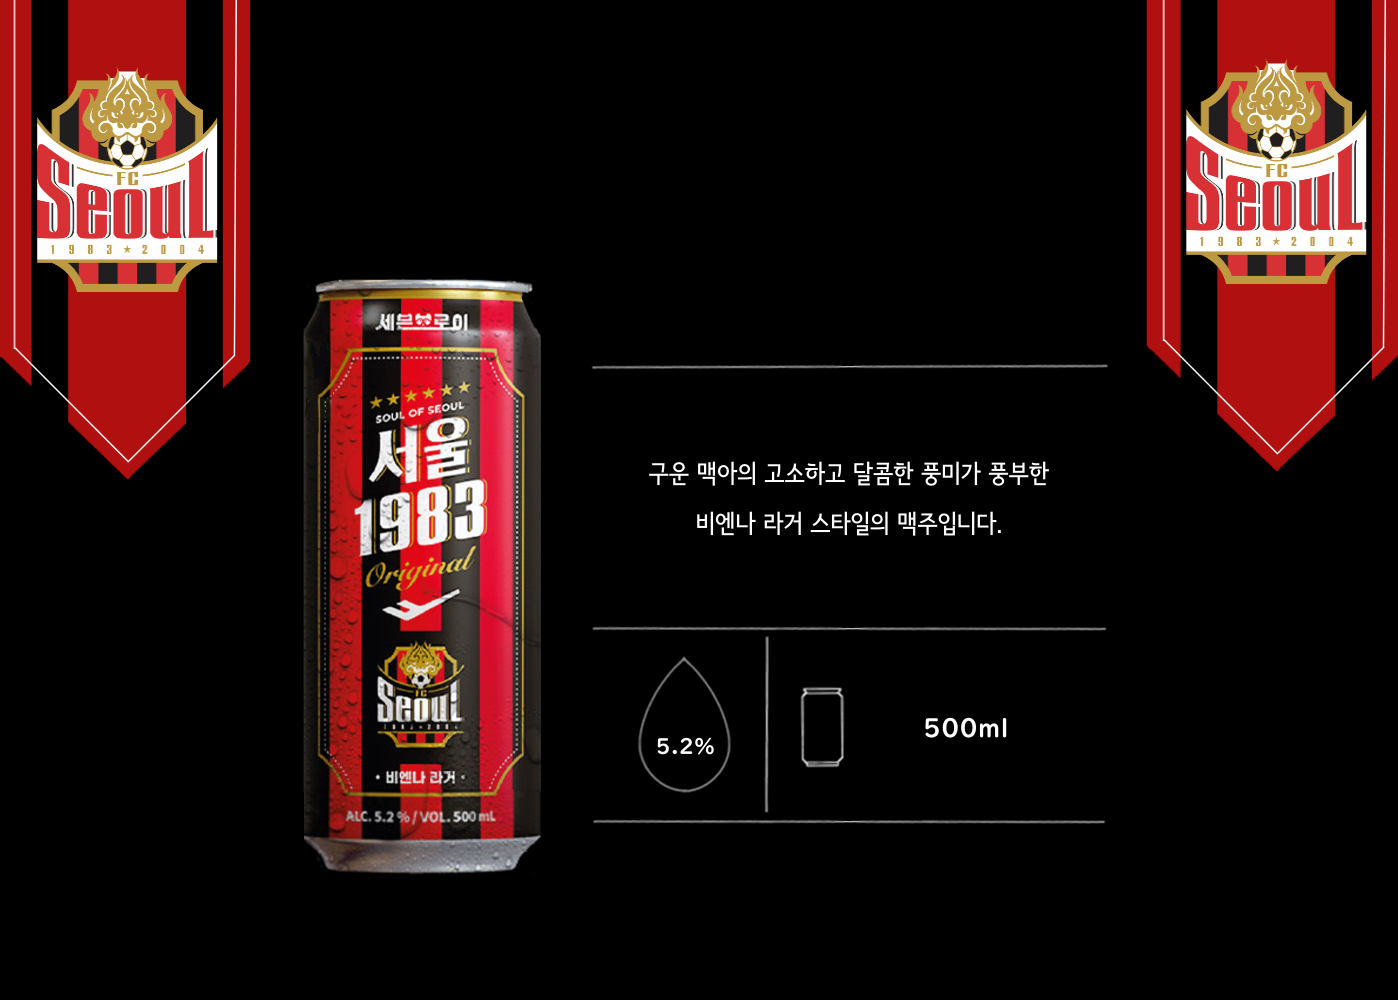 FC
SeouL
1983★2004
FC
SeouL
1983★2004
세븐브로이
★★★★★★
SOUL OF SEOUL
서울
1983
Original
FC
SeouL
1983★2004
• 비엔나 라거 •
ALC. 5.2 % / VOL. 500 mL
구운 맥아의 고소하고 달콤한 풍미가 풍부한
비엔나 라거 스타일의 맥주입니다.
5.2%
500ml